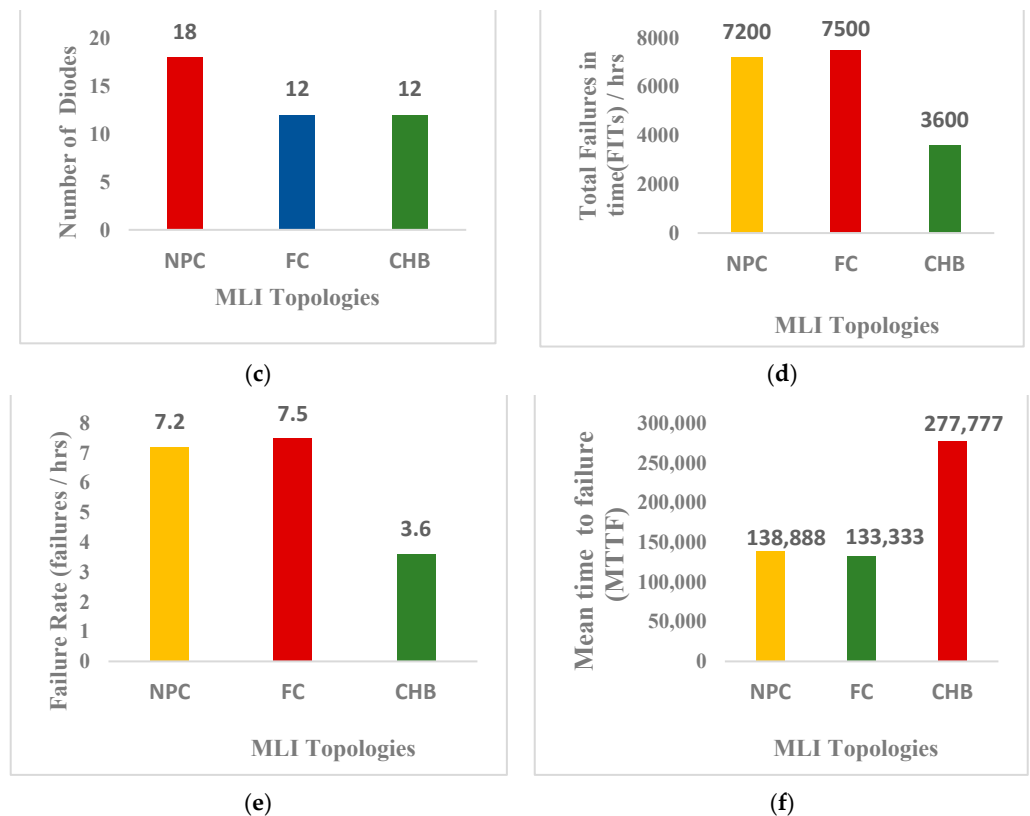 Number of Diodes
20
15
10
5
0
18
12
12
NPC
FC
CHB
MLI Topologies
(c)
Total Failures in
time(FITs) / hrs
8000
6000
4000
2000
0
7200
7500
3600
NPC
FC
CHB
MLI Topologies
(d)
Failure Rate (failures / hrs)
8
7
6
5
4
3
2
1
0
7.2
7.5
3.6
NPC
FC
CHB
MLI Topologies
(e)
Mean time to failure
(MTTF)
300,000
250,000
200,000
150,000
100,000
50,000
0
138,888
133,333
277,777
NPC
FC
CHB
MLI Topologies
(f)